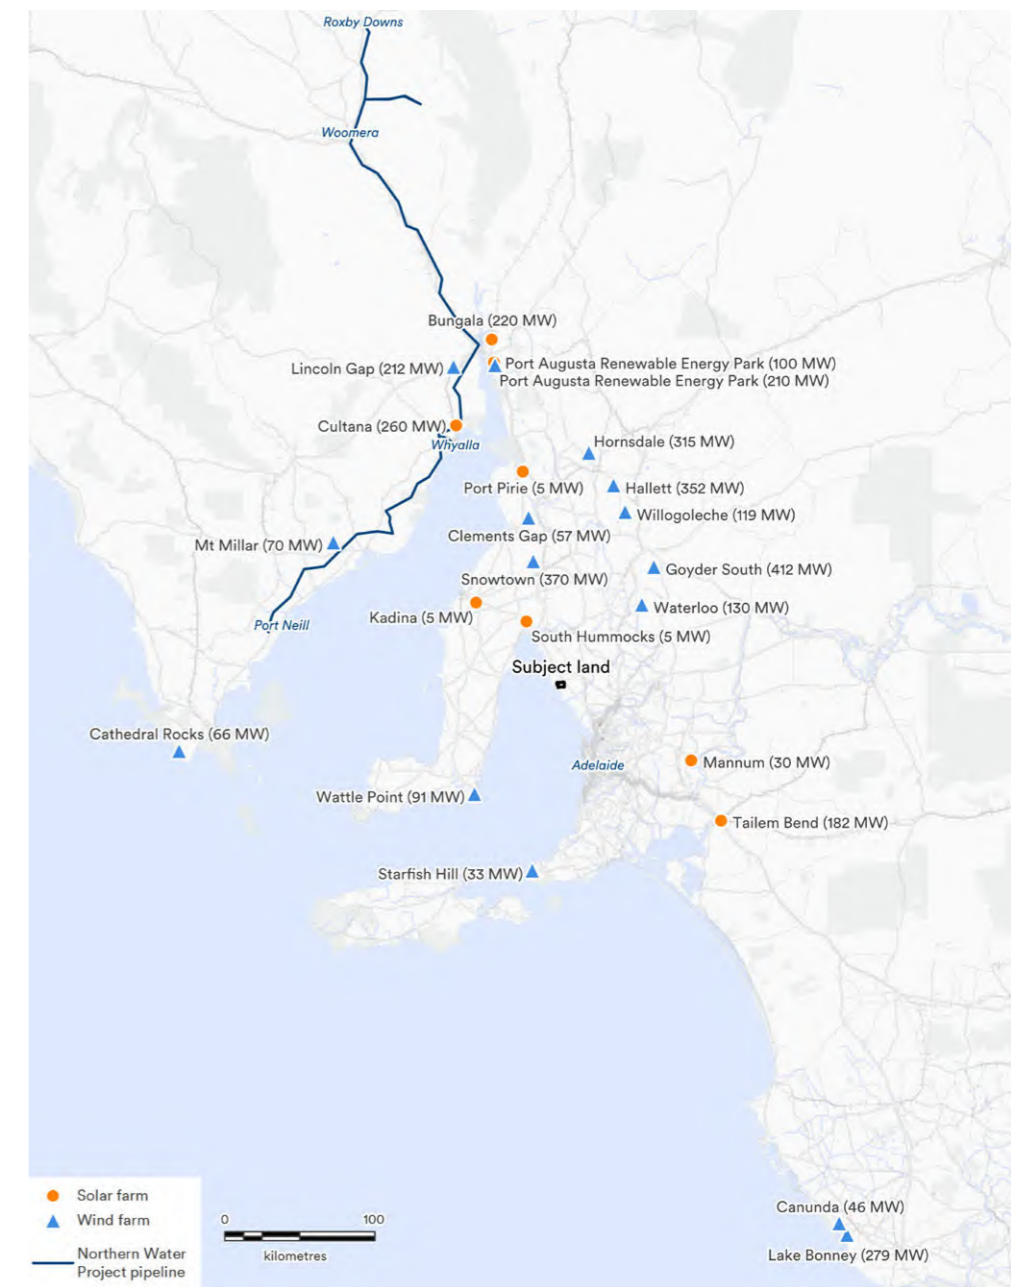 Roxby Downs
Woomera
Bungala (220 MW)
Lincoln Gap (212 MW)
Port Augusta Renewable Energy Park (100 MW)
Port Augusta Renewable Energy Park (210 MW)
Cultana (260 MW)
Whyalla
Hornsdale (315 MW)
Port Pirie (5 MW)
Hallett (352 MW)
Willogoleche (119 MW)
Clements Gap (57 MW)
Mt Millar (70 MW)
Snowtown (370 MW)
Goyder South (412 MW)
Kadina (5 MW)
Waterloo (130 MW)
Port Neill
South Hummocks (5 MW)
Subject land
Cathedral Rocks (66 MW)
Adelaide
Mannum (30 MW)
Wattle Point (91 MW)
Tailem Bend (182 MW)
Starfish Hill (33 MW)
Solar farm
Wind farm
Northern Water
Project pipeline
0 100
kilometres
Canunda (46 MW)
Lake Bonney (279 MW)